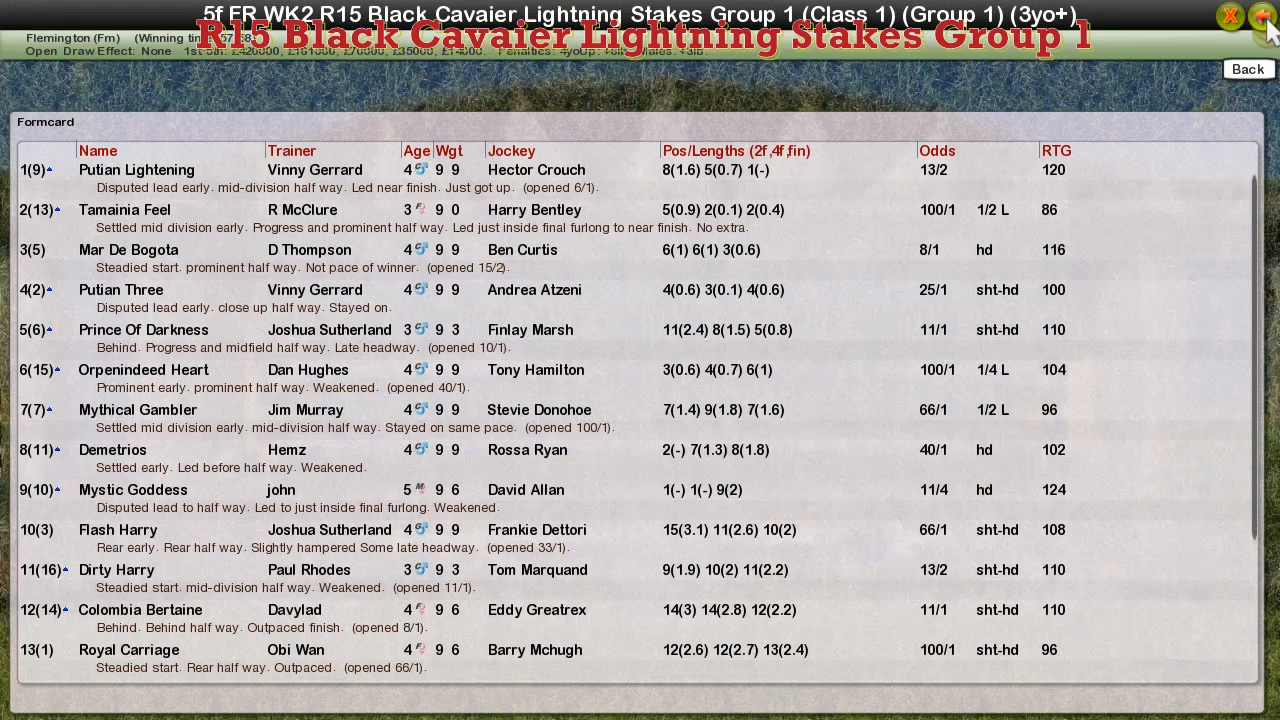 5f FR WK2 R15 Black Cavaier Lightning Stakes Group 1 (Class 1) (Group 1) (3yo+)
R15 Black Cavaier Lightning Stakes Group 1
Flemington (Fm) (Winning
Open Draw Effect: None
Back
Formcard
Name Trainer Age Wgt Jockey Pos/Lengths (2f,4f,fin) Odds RTG
1(9) Putian Lightening Vinny Gerrard 4 9 9 Hector Crouch 8(1.6) 5(0.7) 1(-) 13/2 120
Disputed lead early. mid-division half way. Led near finish. Just got up. (opened 6/1).
2(13) Tamainia Feel R McClure 3 9 0 Harry Bentley 5(0.9) 2(0.1) 2(0.4) 100/1 1/2 L 86
Settled mid division early. Progress and prominent half way. Led just inside final furlong to near finish. No extra.
3(5) Mar De Bogota D Thompson 4 9 9 Ben Curtis 6(1) 6(1) 3(0.6) 8/1 hd 116
Steadied start. prominent half way. Not pace of winner. (opened 15/2).
4(2) Putian Three Vinny Gerrard 4 9 9 Andrea Atzeni 4(0.6) 3(0.1) 4(0.6) 25/1 sht-hd 100
Disputed lead early. close up half way. Stayed on.
5(6) Prince Of Darkness Joshua Sutherland 3 9 3 Finlay Marsh 11(2.4) 8(1.5) 5(0.8) 11/1 sht-hd 110
Behind. Progress and midfield half way. Late headway. (opened 10/1).
6(15) Orpenindeed Heart Dan Hughes 4 9 9 Tony Hamilton 3(0.6) 4(0.7) 6(1) 100/1 1/4 L 104
Prominent early. prominent half way. Weakened. (opened 40/1).
7(7) Mythical Gambler Jim Murray 4 9 9 Stevie Donohoe 7(1.4) 9(1.8) 7(1.6) 66/1 1/2 L 96
Settled mid division early. mid-division half way. Stayed on same pace. (opened 100/1).
8(11) Demetrios Hemz 4 9 9 Rossa Ryan 2(-) 7(1.3) 8(1.8) 40/1 hd 102
Settled early. Led before half way. Weakened.
9(10) Mystic Goddess john 5 9 6 David Allan 1(-) 1(-) 9(2) 11/4 hd 124
Disputed lead to half way. Led to just inside final furlong. Weakened.
10(3) Flash Harry Joshua Sutherland 4 9 9 Frankie Dettori 15(3.1) 11(2.6) 10(2) 66/1 sht-hd 108
Rear early. Rear half way. Slightly hampered Some late headway. (opened 33/1).
11(16) Dirty Harry Paul Rhodes 3 9 3 Tom Marquand 9(1.9) 10(2) 11(2.2) 13/2 sht-hd 110
Steadied start. mid-division half way. Weakened. (opened 11/1).
12(14) Colombia Bertaine Davylad 4 9 6 Eddy Greatrex 14(3) 14(2.8) 12(2.2) 11/1 sht-hd 110
Behind. Behind half way. Outpaced finish. (opened 8/1).
13(1) Royal Carriage Obi Wan 4 9 6 Barry Mchugh 12(2.6) 12(2.7) 13(2.4) 100/1 sht-hd 96
Steadied start. Rear half way. Outpaced. (opened 66/1).